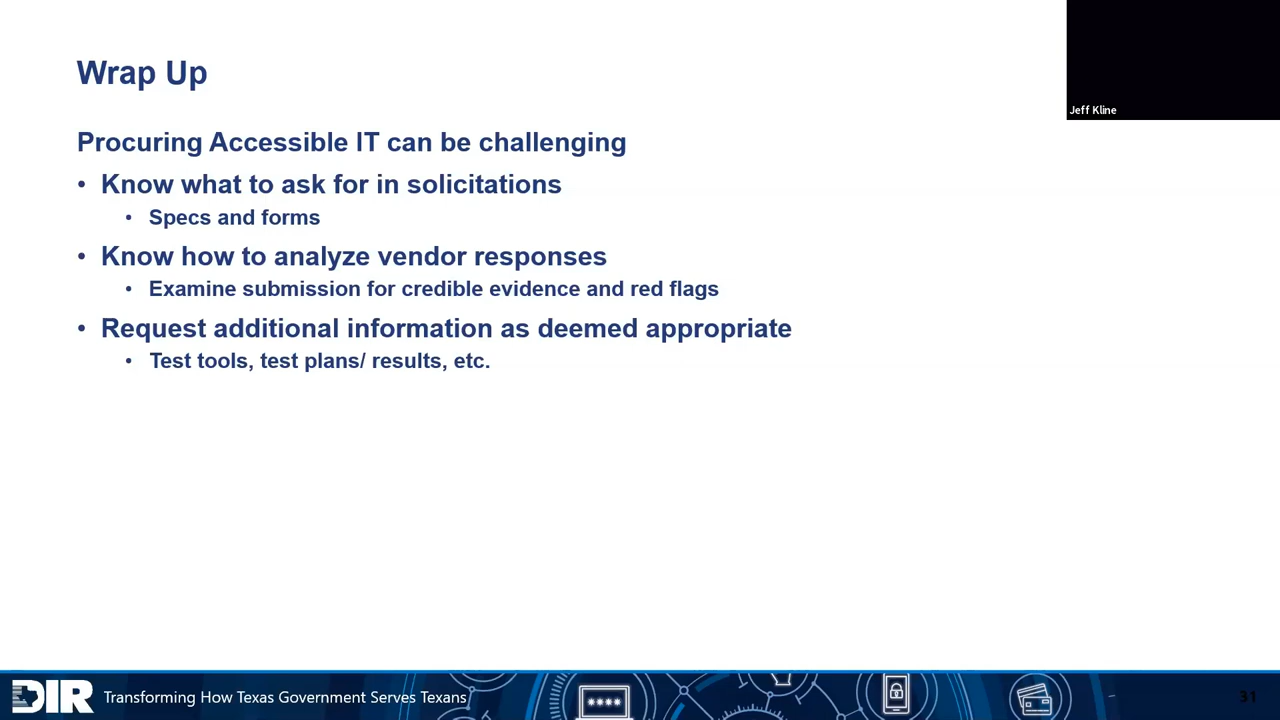 Wrap Up
Jeff Kline
Procuring Accessible IT can be challenging
• Know what to ask for in solicitations
• Specs and forms
• Know how to analyze vendor responses
• Examine submission for credible evidence and red flags
• Request additional information as deemed appropriate
• Test tools, test plans/ results, etc.
DIR Transforming How Texas Government Serves Texans
31